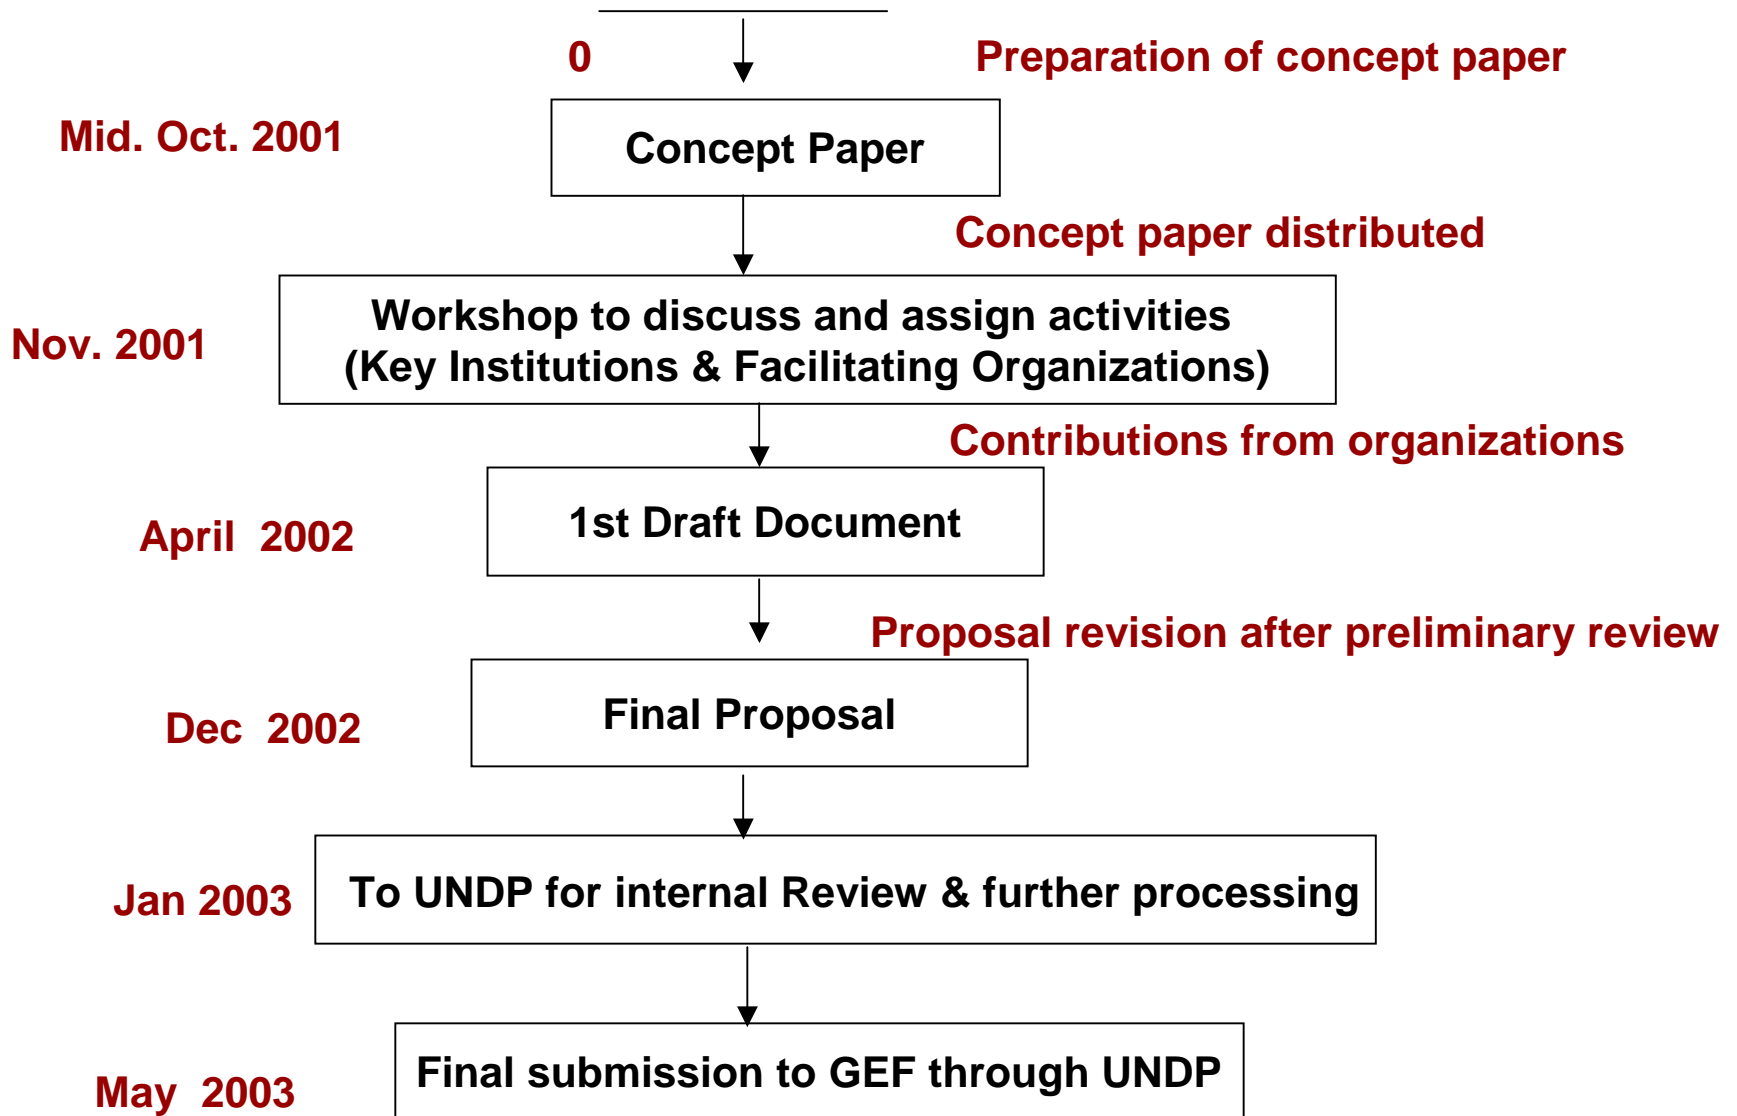 0
Preparation of concept paper
Mid. Oct. 2001
Concept Paper
Concept paper distributed
Nov. 2001
Workshop to discuss and assign activities
(Key Institutions & Facilitating Organizations)
Contributions from organizations
April 2002
1st Draft Document
Proposal revision after preliminary review
Dec 2002
Final Proposal
Jan 2003
To UNDP for internal Review & further processing
May 2003
Final submission to GEF through UNDP